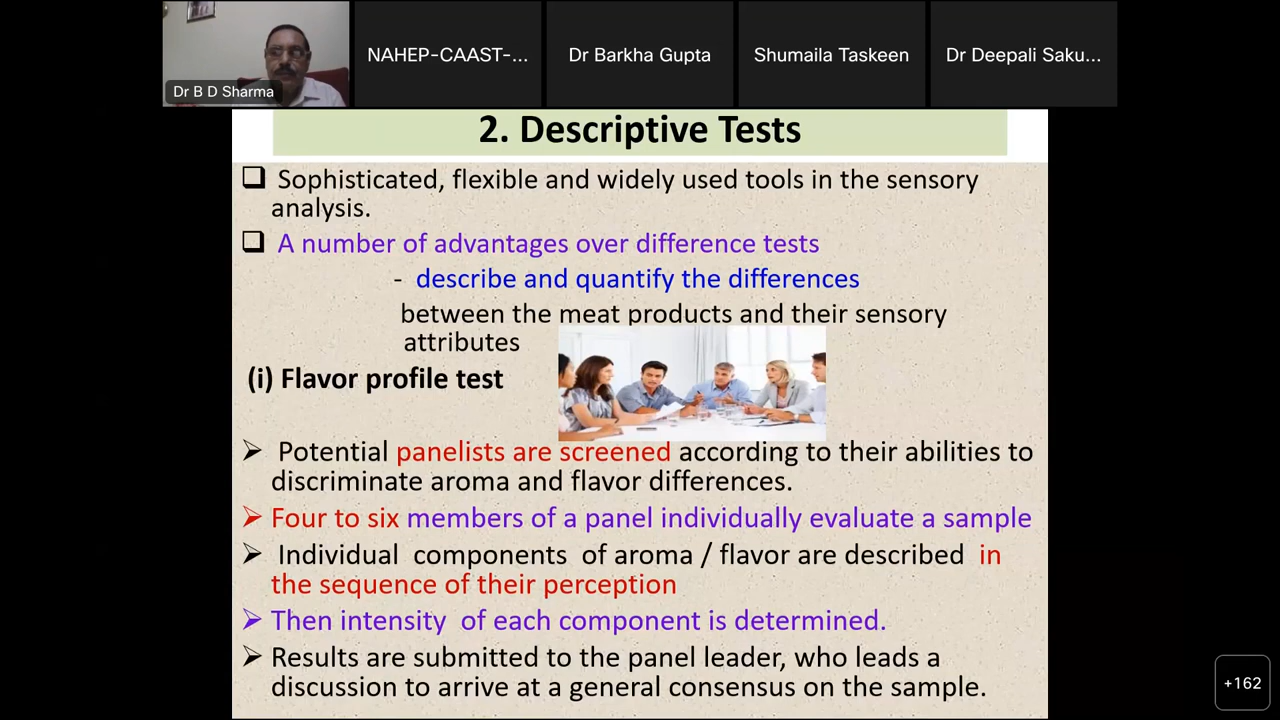 NAHEP-CAAST-...
Dr Barkha Gupta
Shumaila Taskeen
Dr Deepali Saku...
Dr B D Sharma
2. Descriptive Tests
Sophisticated, flexible and widely used tools in the sensory
analysis.
A number of advantages over difference tests
- describe and quantify the differences
between the meat products and their sensory
attributes
(i) Flavor profile test
Potential panelists are screened according to their abilities to
discriminate aroma and flavor differences.
Four to six members of a panel individually evaluate a sample
Individual components of aroma / flavor are described in
the sequence of their perception
Then intensity of each component is determined.
Results are submitted to the panel leader, who leads a
discussion to arrive at a general consensus on the sample.
+162